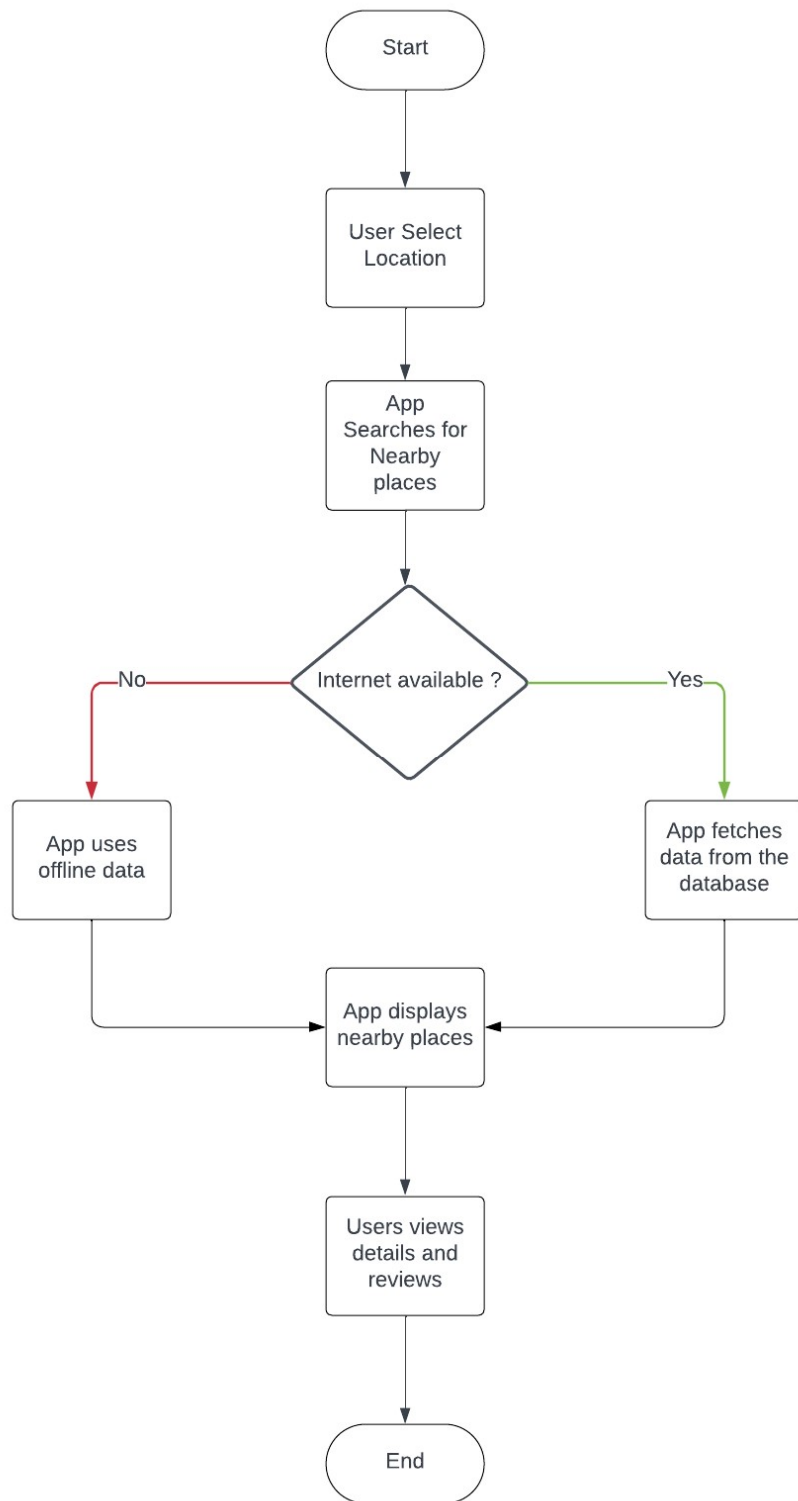 Start
User Select
Location
App
Searches for
Nearby
places
Internet available ?
No
Yes
App uses
offline data
App fetches
data from the
database
App displays
nearby places
Users views
details and
reviews
End